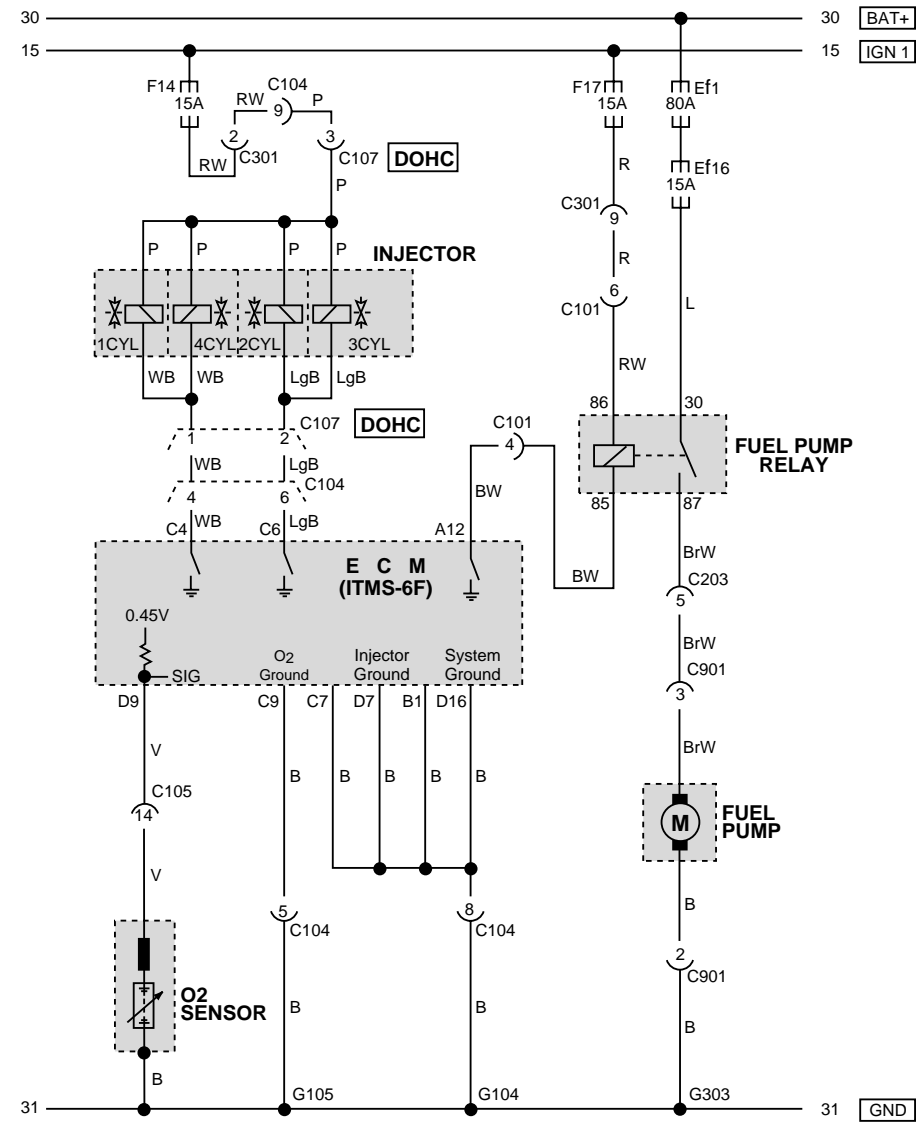 30 30 BAT+
15 15 IGN 1
F14 15A
RW C104 9 P
2 C301
RW
3 C107 DOHC
P
F17 15A
Ef1 80A
Ef16 15A
R
C301 9
R
6 C101
L
RW
P P P P
INJECTOR
1CYL 4CYL 2CYL 3CYL
WB WB LgB LgB
1 2 C107 DOHC
WB LgB
4 6 C104
C4 WB C6 LgB A12
C101 4
BW
BW
86 30
FUEL PUMP
RELAY
85 87
BrW
C203
5
BrW
C901
3
BrW
E C M
(ITMS-6F)
0.45V
SIG
O2
Ground
Injector
Ground
System
Ground
D9 C9 C7 D7 B1 D16
V B B B B B
C105
14
V
M
FUEL
PUMP
B
5 C104
8 C104
2 C901
O2
SENSOR
B B B
B
G105 G104 G303
31 31 GND